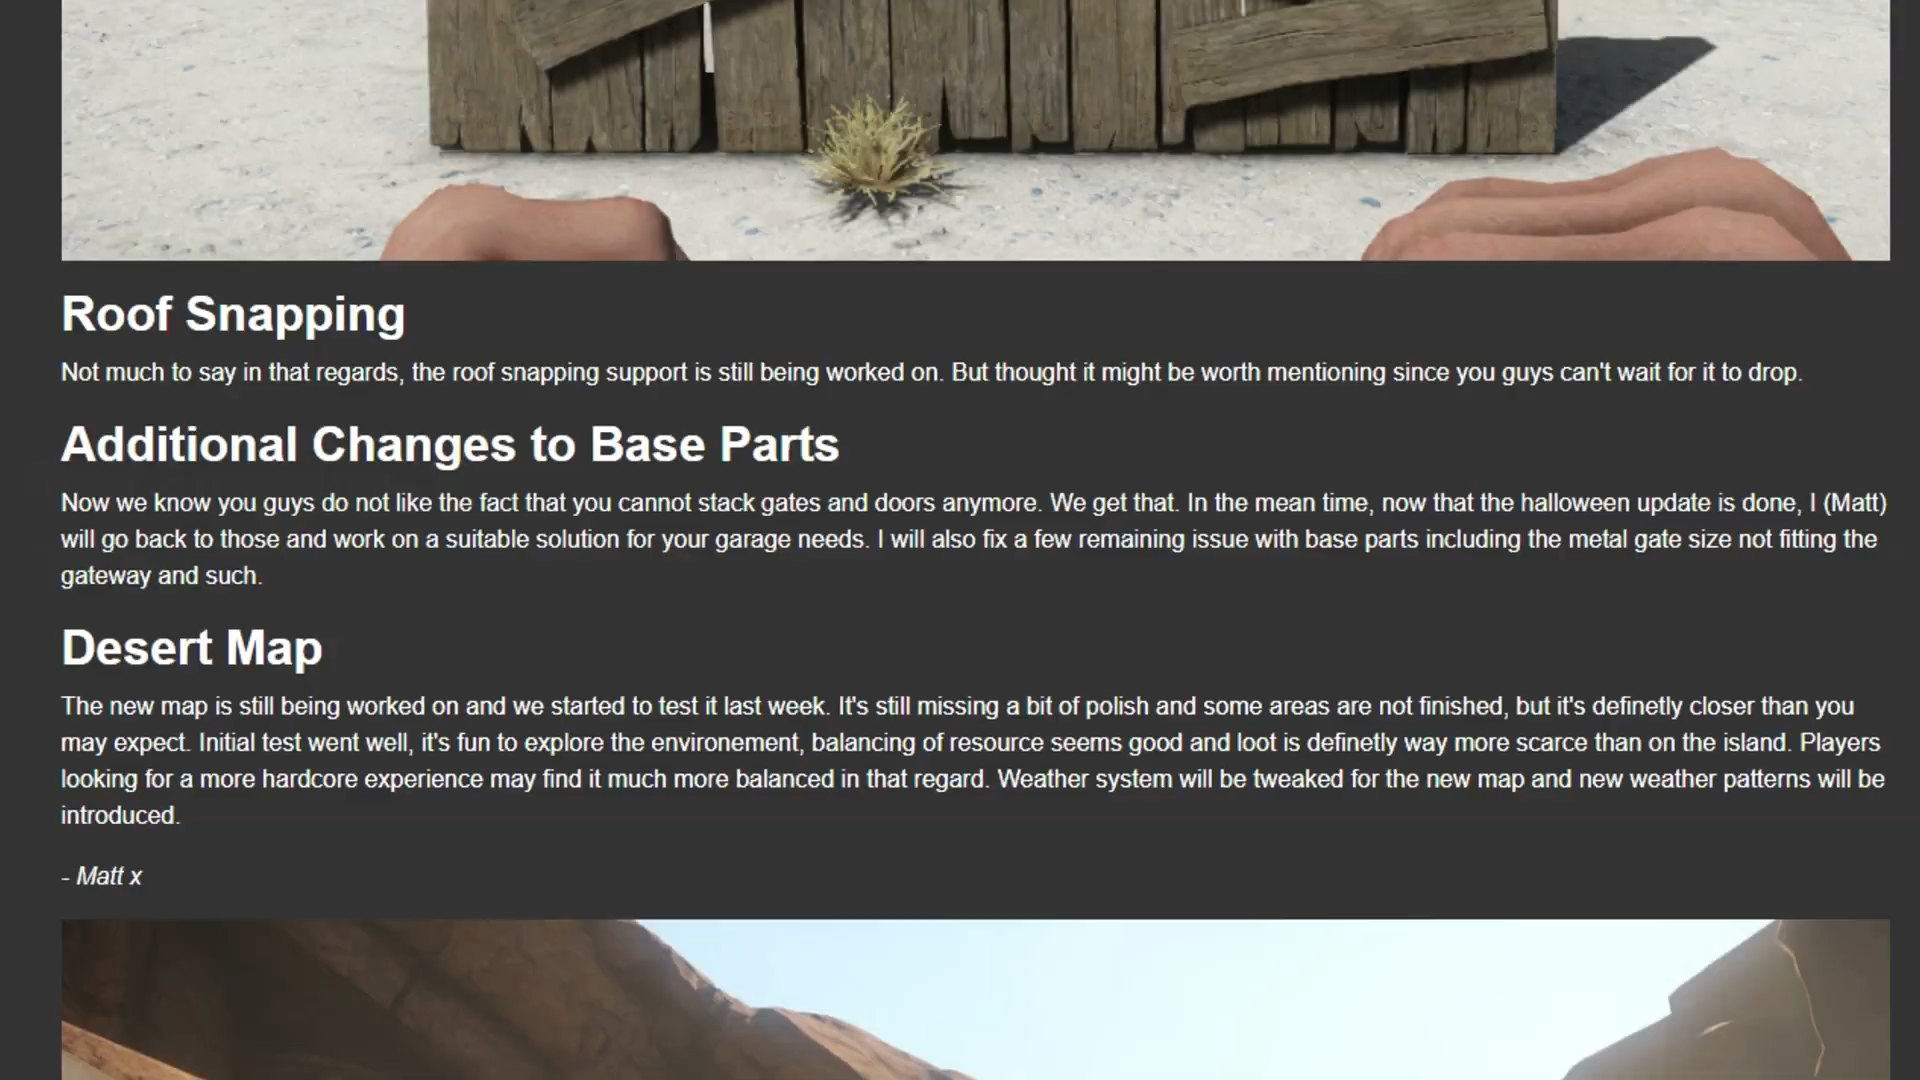 Roof Snapping
Not much to say in that regards, the roof snapping support is still being worked on. But thought it might be worth mentioning since you guys can't wait for it to drop.
Additional Changes to Base Parts
Now we know you guys do not like the fact that you cannot stack gates and doors anymore. We get that. In the mean time, now that the halloween update is done, I (Matt)
will go back to those and work on a suitable solution for your garage needs. I will also fix a few remaining issue with base parts including the metal gate size not fitting the
gateway and such.
Desert Map
The new map is still being worked on and we started to test it last week. It's still missing a bit of polish and some areas are not finished, but it's definetly closer than you
may expect. Initial test went well, it's fun to explore the environement, balancing of resource seems good and loot is definetly way more scarce than on the island. Players
looking for a more hardcore experience may find it much more balanced in that regard. Weather system will be tweaked for the new map and new weather patterns will be
introduced.
- Matt x